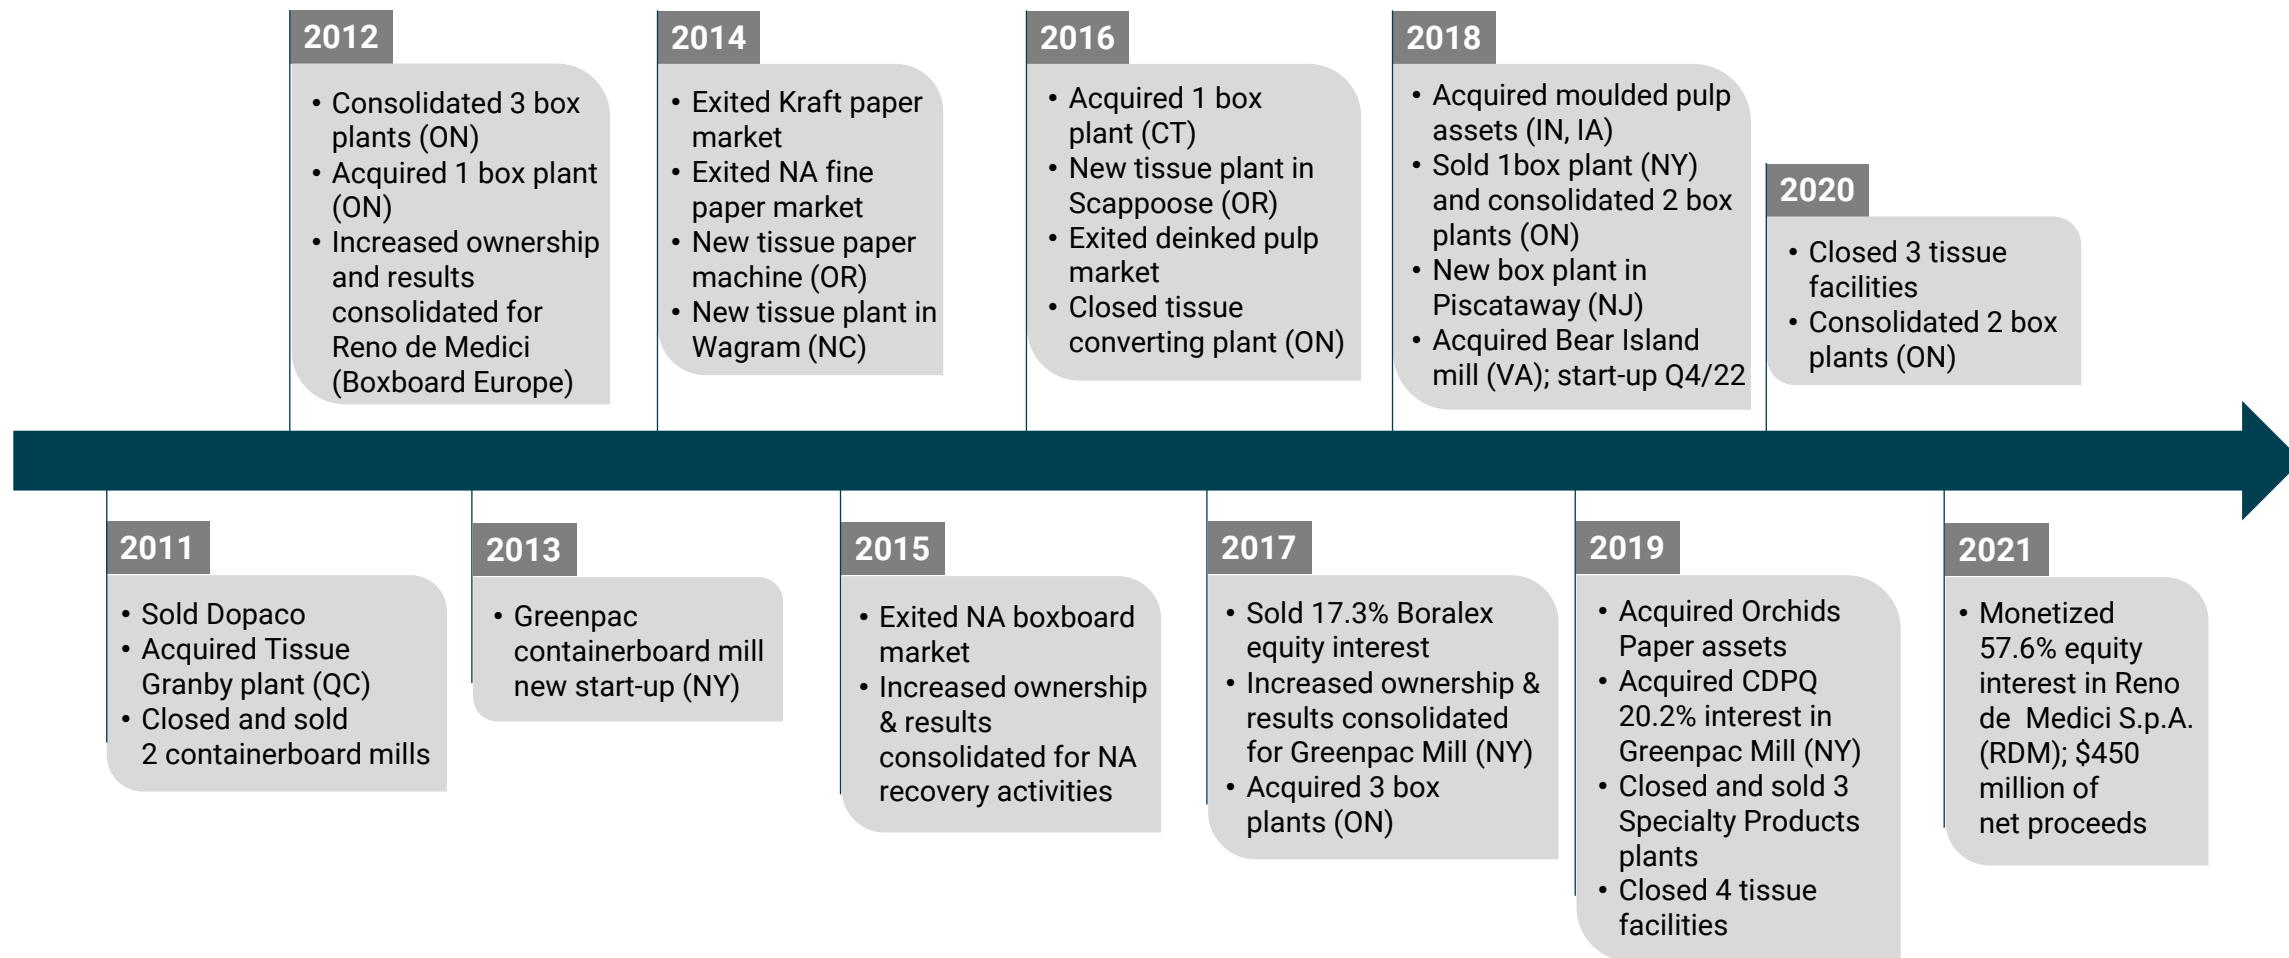 2012
• Consolidated 3 box
plants (ON)
• Acquired 1 box plant
(ON)
• Increased ownership
and results
consolidated for
Reno de Medici
(Boxboard Europe)
2014
• Exited Kraft paper
market
• Exited NA fine
paper market
• New tissue paper
machine (OR)
• New tissue plant in
Wagram (NC)
2016
• Acquired 1 box
plant (CT)
• New tissue plant in
Scappoose (OR)
• Exited deinked pulp
market
• Closed tissue
converting plant (ON)
2018
• Acquired moulded pulp
assets (IN, IA)
• Sold 1box plant (NY)
and consolidated 2 box
plants (ON)
• New box plant in
Piscataway (NJ)
• Acquired Bear Island
mill (VA); start-up Q4/22
2020
• Closed 3 tissue
facilities
• Consolidated 2 box
plants (ON)
2011
• Sold Dopaco
• Acquired Tissue
Granby plant (QC)
• Closed and sold
2 containerboard mills
2013
• Greenpac
containerboard mill
new start-up (NY)
2015
• Exited NA boxboard
market
• Increased ownership
& results
consolidated for NA
recovery activities
2017
• Sold 17.3% Boralex
equity interest
• Increased ownership &
results consolidated
for Greenpac Mill (NY)
• Acquired 3 box
plants (ON)
2019
• Acquired Orchids
Paper assets
• Acquired CDPQ
20.2% interest in
Greenpac Mill (NY)
• Closed and sold 3
Specialty Products
plants
• Closed 4 tissue
facilities
2021
• Monetized
57.6% equity
interest in Reno
de Medici S.p.A.
(RDM); $450
million of
net proceeds